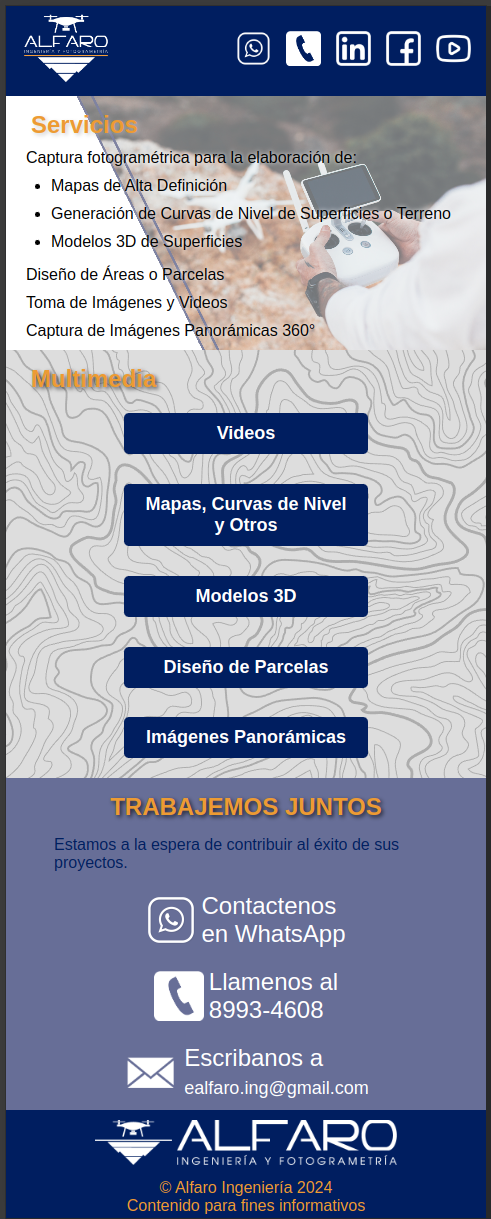 ALFARO
INGENIERÍA Y FOTOGRAMETRÍA
Servicios
Captura fotogramétrica para la elaboración de:
Mapas de Alta Definición
Generación de Curvas de Nivel de Superficies o Terreno
Modelos 3D de Superficies
Diseño de Áreas o Parcelas
Toma de Imágenes y Videos
Captura de Imágenes Panorámicas 360°
Multimedia
Videos
Mapas, Curvas de Nivel
y Otros
Modelos 3D
Diseño de Parcelas
Imágenes Panorámicas
TRABAJEMOS JUNTOS
Estamos a la espera de contribuir al éxito de sus
proyectos.
Contactenos
en WhatsApp
Llamenos al
8993-4608
Escribanos a
ealfaro.ing@gmail.com
ALFARO
INGENIERÍA Y FOTOGRAMETRÍA
© Alfaro Ingeniería 2024
Contenido para fines informativos